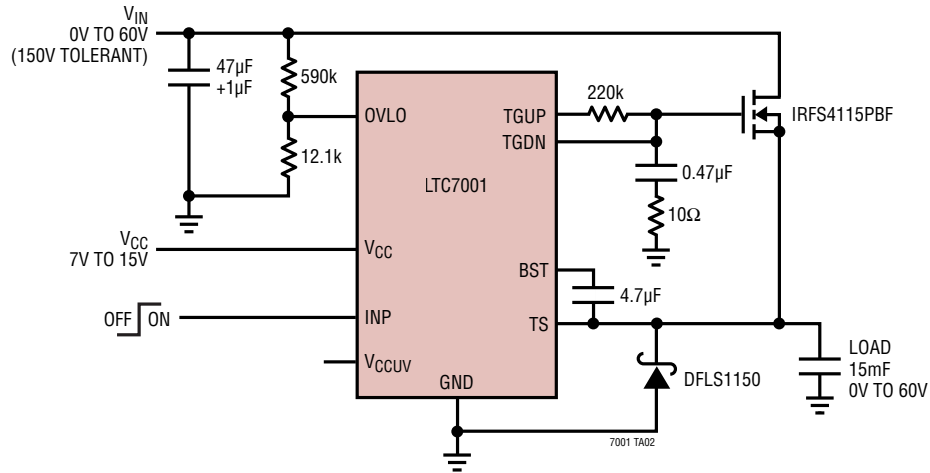 VIN
0V TO 60V
(150V TOLERANT)
47µF
+1µF
590k
12.1k
OVLO
TGUP
TGDN
LTC7001
220k
IRFS4115PBF
0.47µF
10Ω
VCC
7V TO 15V
VCC
BST
4.7µF
OFF ON
INP
TS
VCCUV
GND
DFLS1150
LOAD
15mF
0V TO 60V
7001 TA02